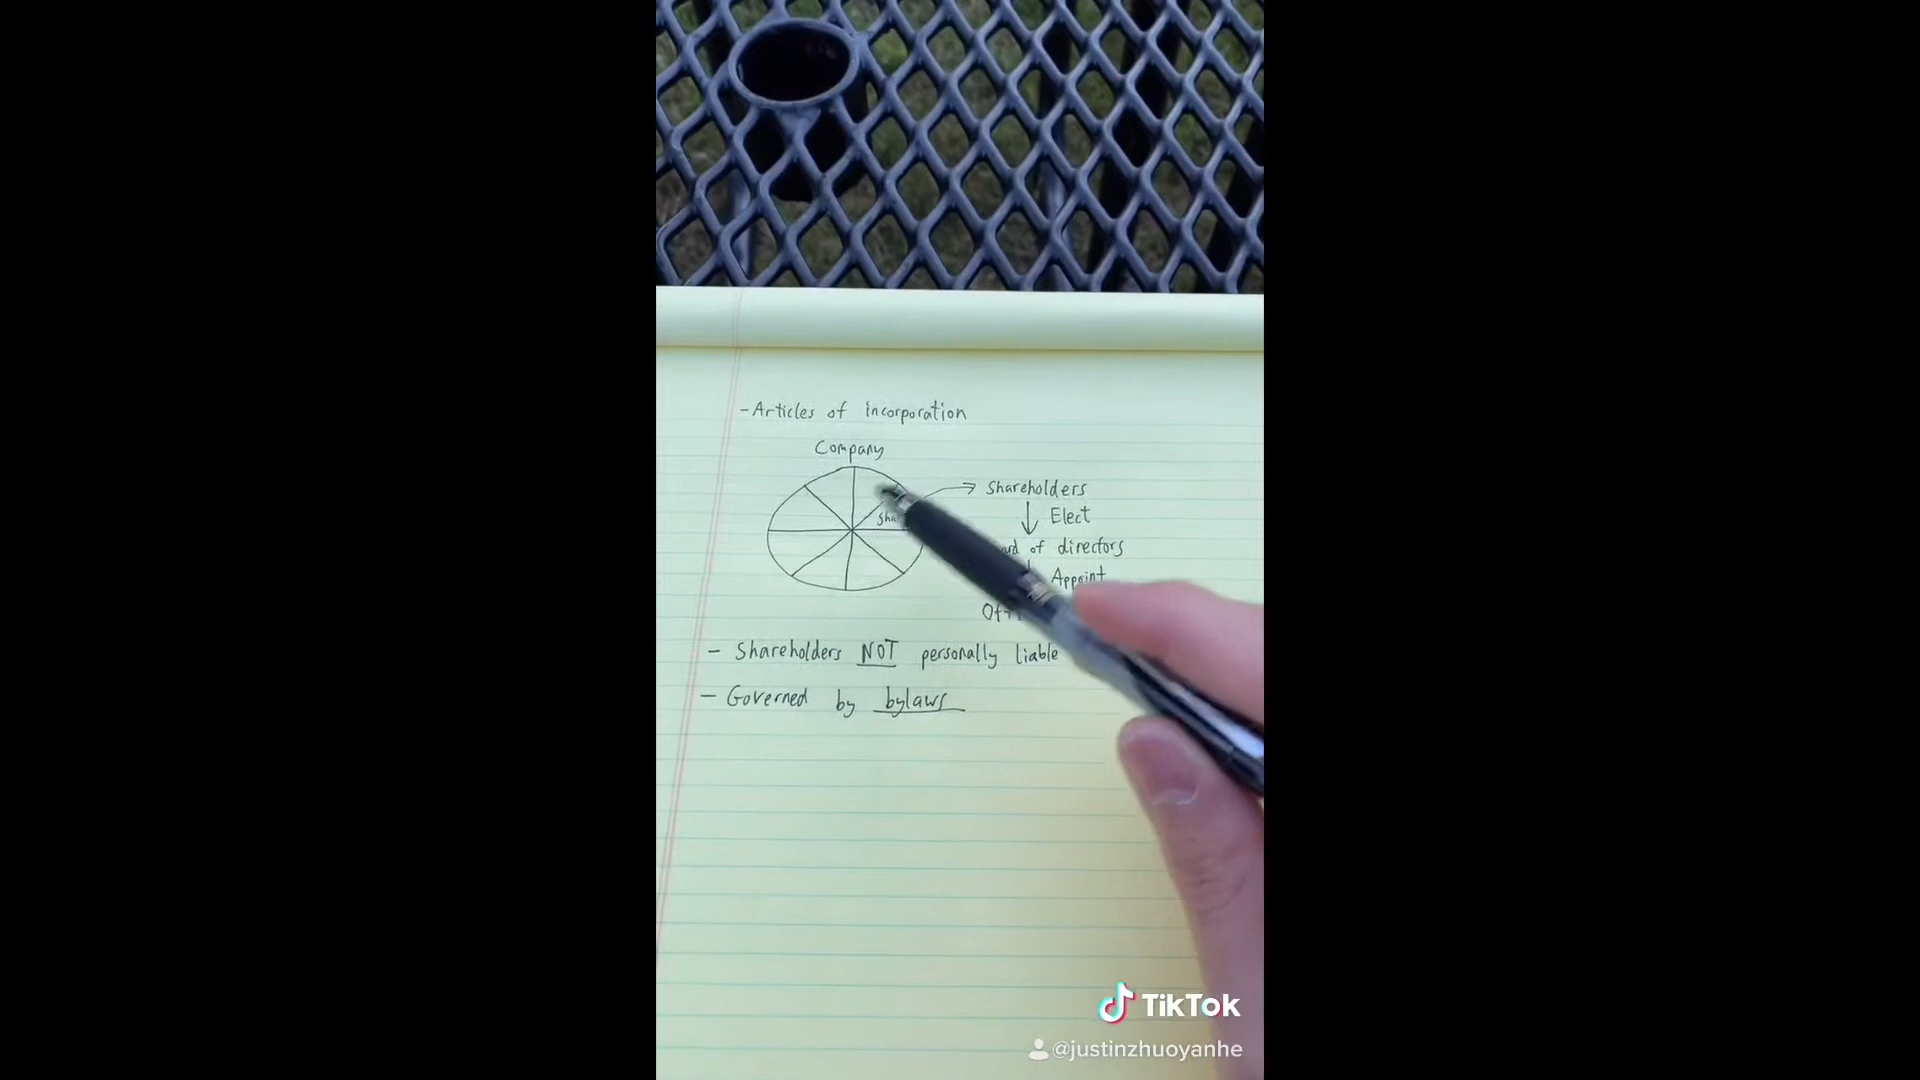 - Articles of incorporation
Company
Shareholders
Elect
of directors
Appoint
- Shareholders NOT personally liable
- Governed by bylaws
TikTok
@justinzhuoyanhe